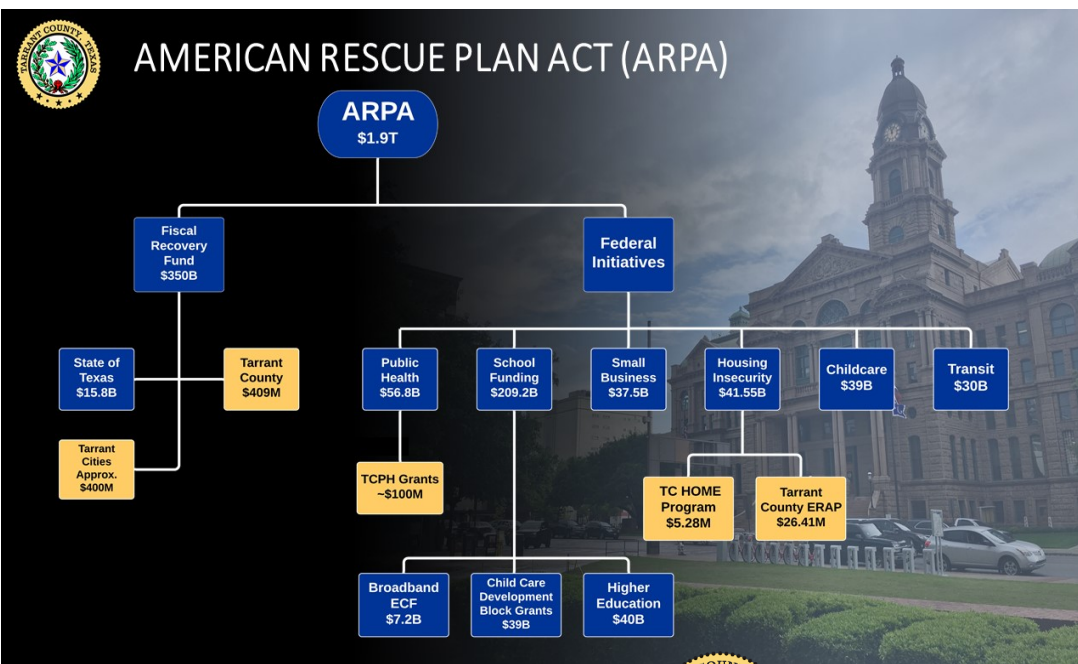 TARRANT COUNTY, TEXAS
AMERICAN RESCUE PLAN ACT (ARPA)
ARPA
$1.9T
Fiscal
Recovery
Fund
$350B
Federal
Initiatives
State of
Texas
$15.8B
Tarrant
County
$409M
Public
Health
$56.8B
School
Funding
$209.2B
Small
Business
$37.5B
Housing
Insecurity
$41.55B
Childcare
$39B
Transit
$30B
Tarrant
Cities
Approx.
$400M
TCPH Grants
~$100M
TC HOME
Program
$5.28M
Tarrant
County ERAP
$26.41M
Broadband
ECF
$7.2B
Child Care
Development
Block Grants
$39B
Higher
Education
$40B